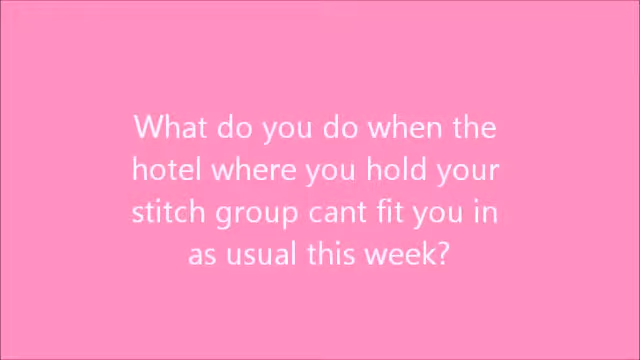 What do you do when the
hotel where you hold your
stitch group cant fit you in
as usual this week?